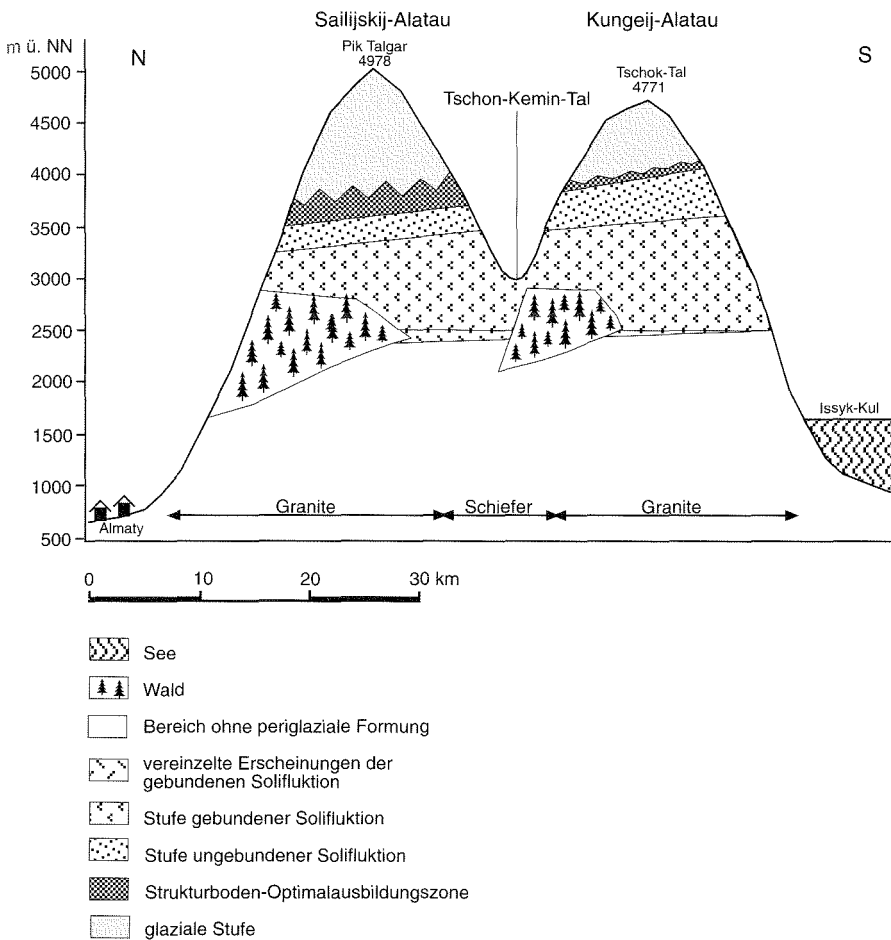 Sailijskij-Alatau
Kungeij-Alatau
m ü. NN
N
Pik Talgar
4978
Tschok-Tal
4771
S
Tschon-Kemin-Tal
5000
4500
4000
3500
3000
2500
2000
1500
1000
500
Issyk-Kul
Almaty
Granite
Schiefer
Granite
0 10 20 30 km
See
Wald
Bereich ohne periglaziale Formung
vereinzelte Erscheinungen der
gebundenen Solifluktion
Stufe gebundener Solifluktion
Stufe ungebundener Solifluktion
Strukturboden-Optimalausbildungszone
glaziale Stufe